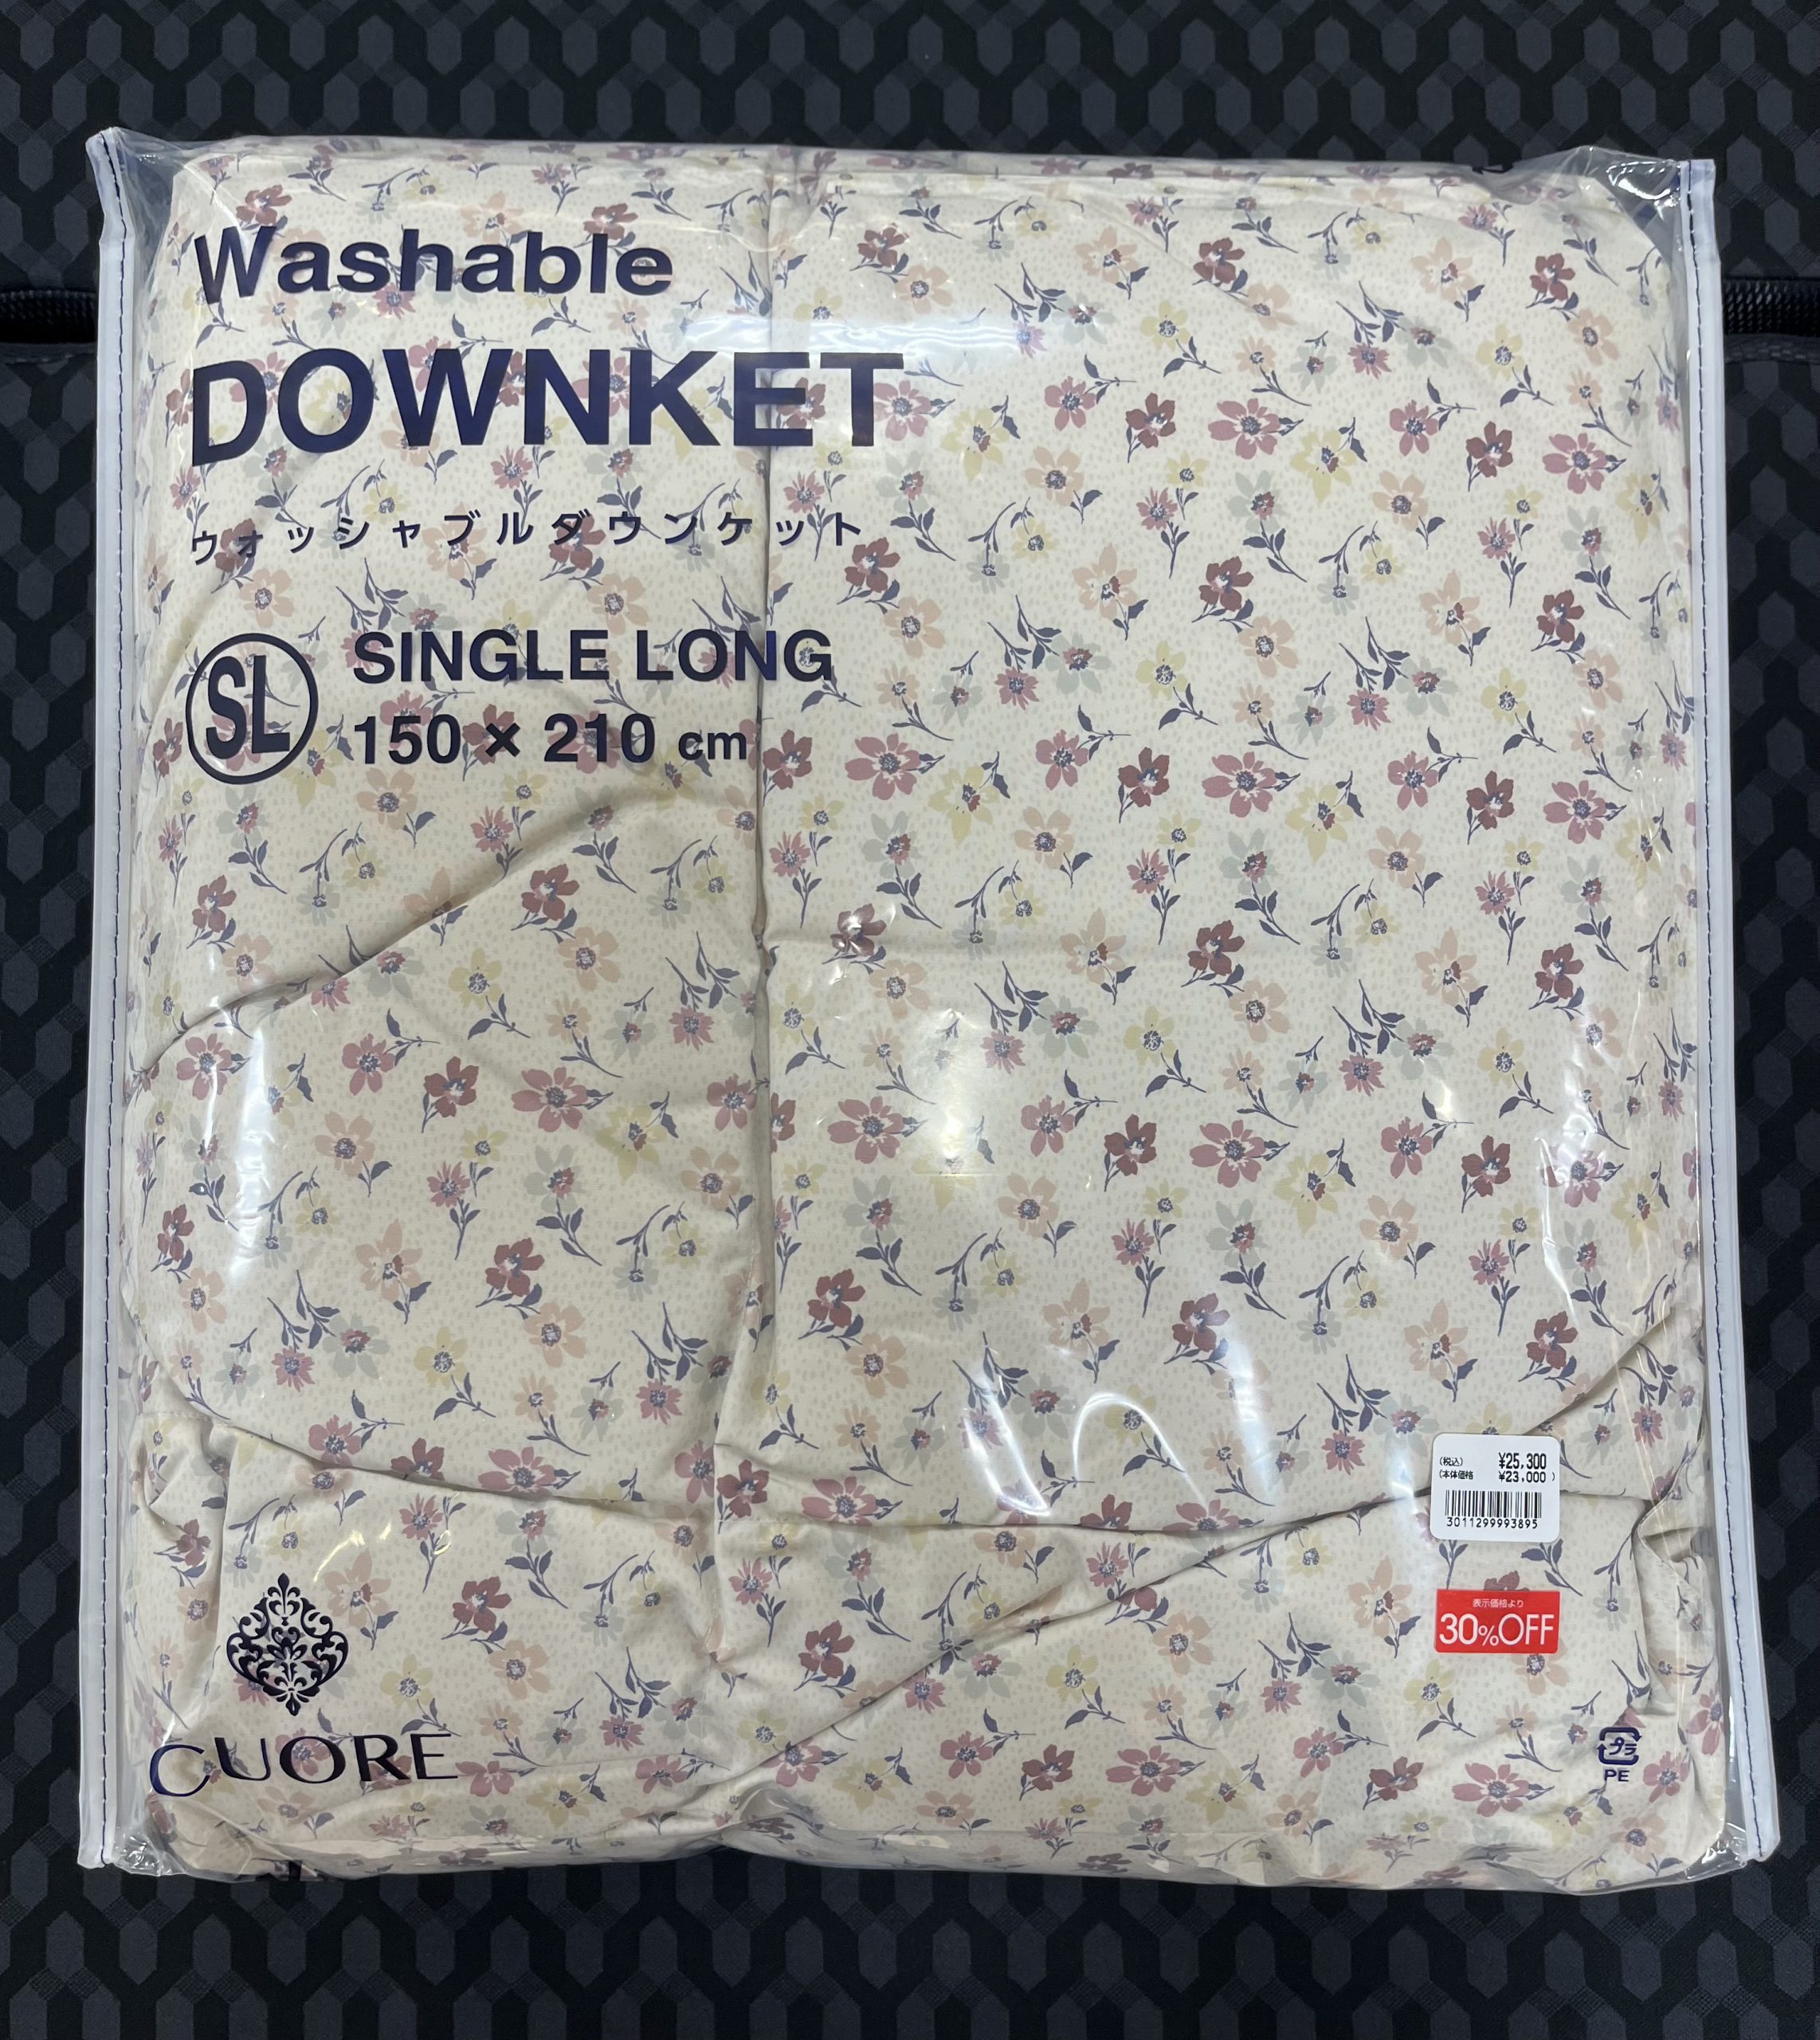 Washable
DOWNKET
ウォッシャブルダウンケット
SL
SINGLE LONG
150 × 210 cm
(税込) ¥25,300
(本体価格 ¥23,000)
3011299993895
表示価格より
30%OFF
CUORE
プラ
PE